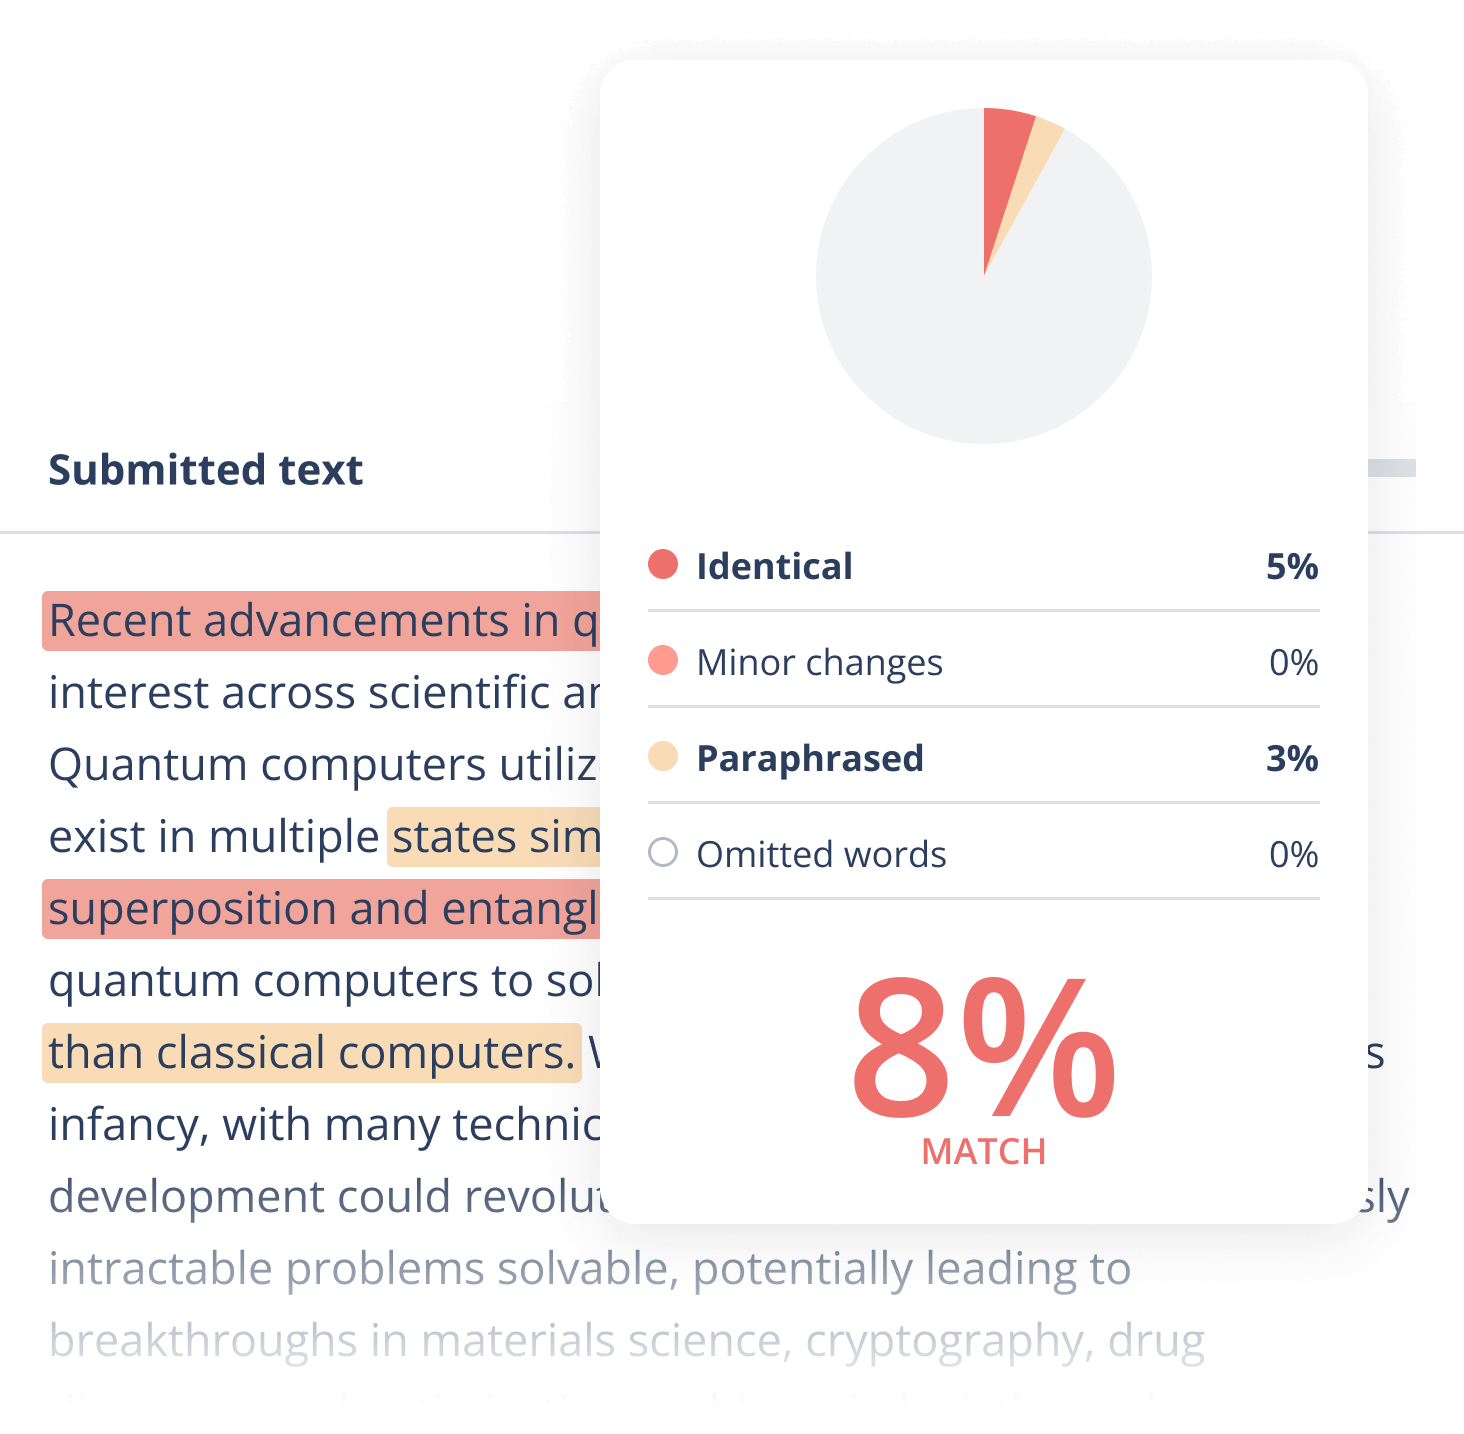 Submitted text
Recent advancements in q
interest across scientific ar
Quantum computers utiliz
exist in multiple states sim
superposition and entangl
quantum computers to sol
than classical computers.
s
infancy, with many technic
development could revolut
sly
intractable problems solvable, potentially leading to
breakthroughs in materials science, cryptography, drug
Identical 5%
Minor changes 0%
Paraphrased 3%
Omitted words 0%
8%
MATCH